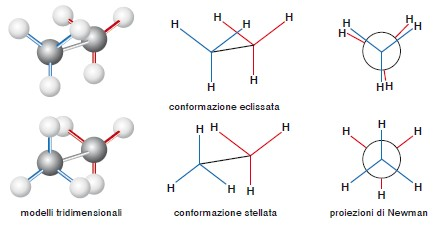 H H H H
H H
H H
H H
H H
conformazione eclissata
H H H
H H H
H H H
H H H
modelli tridimensionali
conformazione stellata
proiezioni di Newman